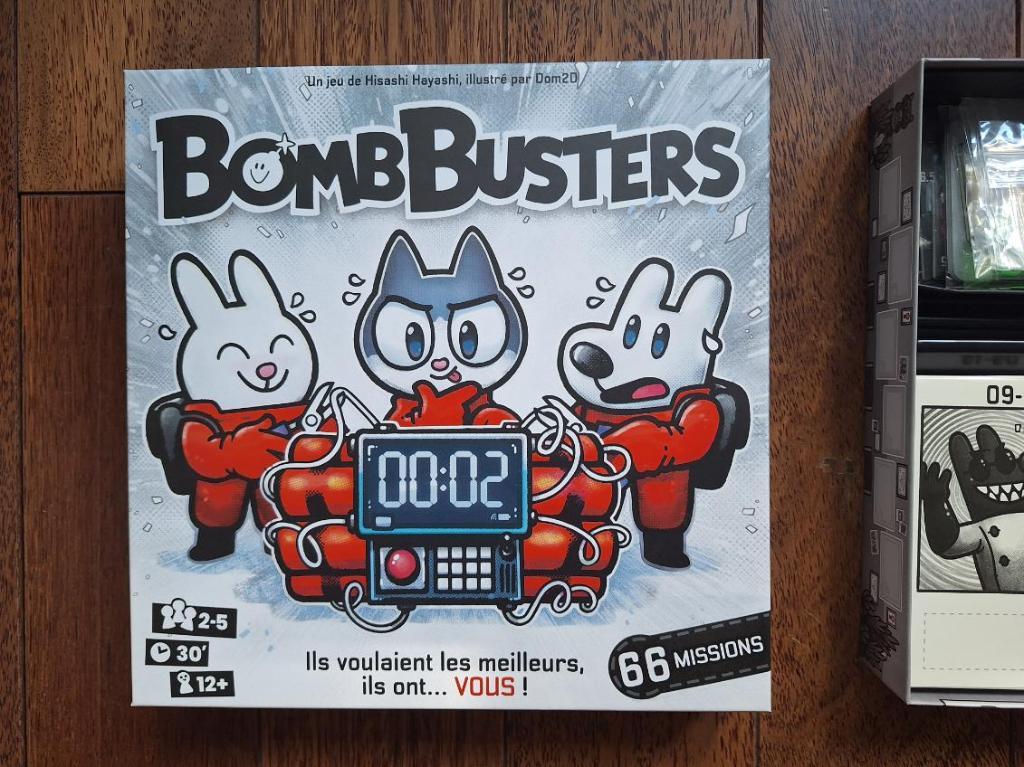 Un jeu de Hisashi Hayashi, illustré par Dom2D
BOMBBUSTERS
00:02
2-5
30'
12+
Ils voulaient les meilleurs,
ils ont... VOUS !
66 MISSIONS
09-